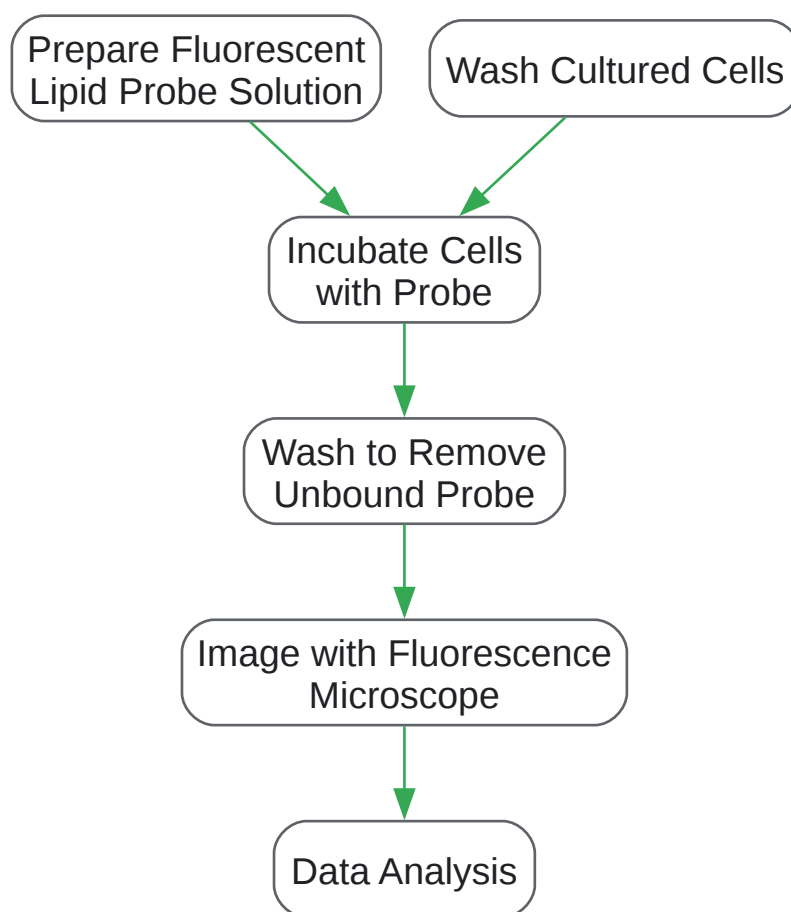 Prepare Fluorescent
Lipid Probe Solution
Wash Cultured Cells
Incubate Cells
with Probe
Wash to Remove
Unbound Probe
Image with Fluorescence
Microscope
Data Analysis